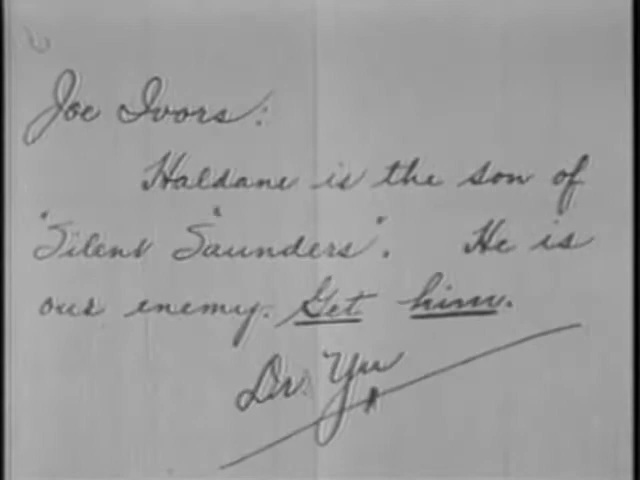 Joe Ivors:
Haldane is the son of
"Silent "Saunders". He is
our enemy. Get him.
Dr. Yu